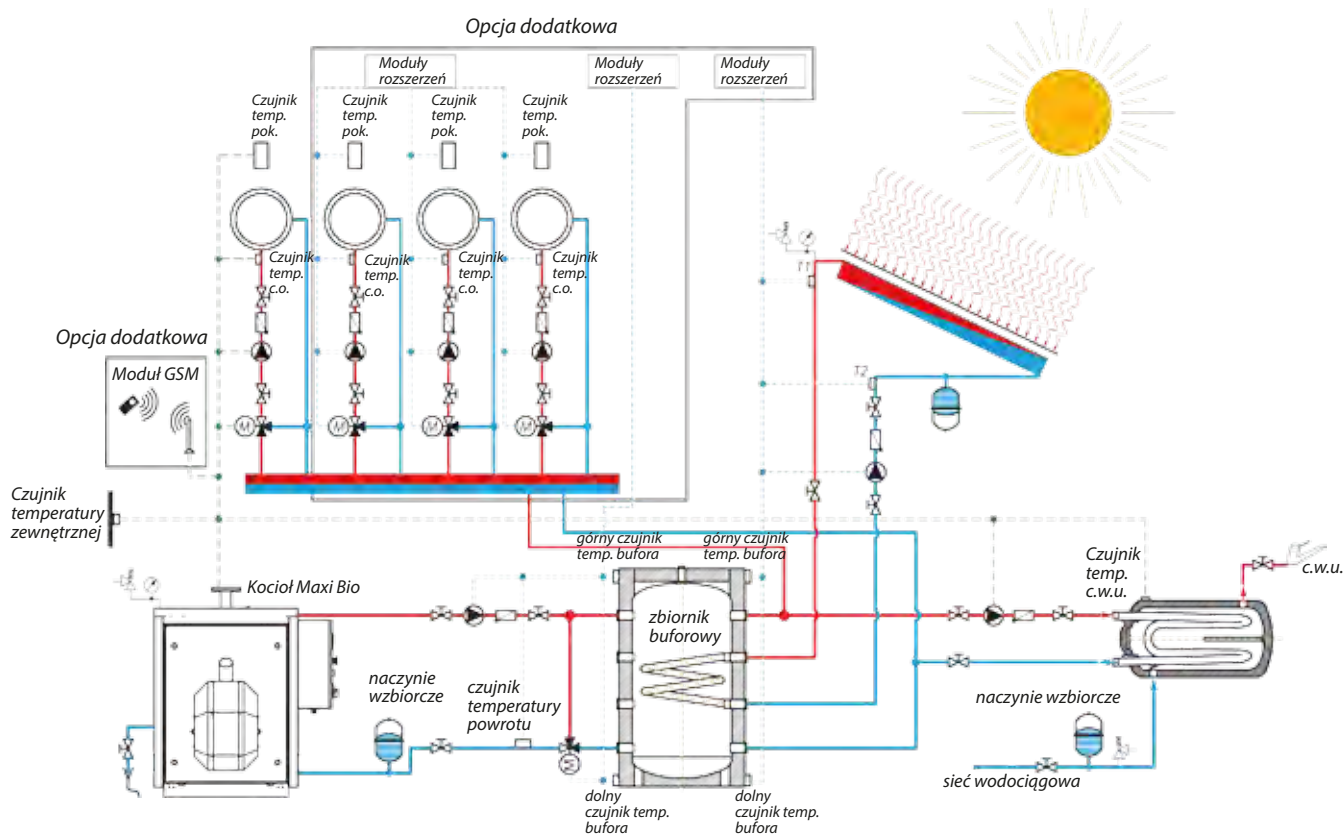 Opcja dodatkowa
Moduły
rozszerzeń
Moduły
rozszerzeń
Moduły
rozszerzeń
Czujnik
temp.
pok.
Czujnik
temp.
pok.
Czujnik
temp.
pok.
Czujnik
temp.
pok.
Czujnik
temp.
c.o.
Czujnik
temp.
c.o.
Czujnik
temp.
c.o.
Czujnik
temp.
c.o.
T1
T2
Opcja dodatkowa
Moduł GSM
M
M
M
M
Czujnik
temperatury
zewnętrznej
górny czujnik
temp. bufora
górny czujnik
temp. bufora
Czujnik
temp.
c.w.u.
c.w.u.
Kocioł Maxi Bio
zbiornik
buforowy
naczynie
wzbiorcze
czujnik
temperatury
powrotu
M
naczynie wzbiorcze
sieć wodociągowa
dolny
czujnik temp.
bufora
dolny
czujnik temp.
bufora